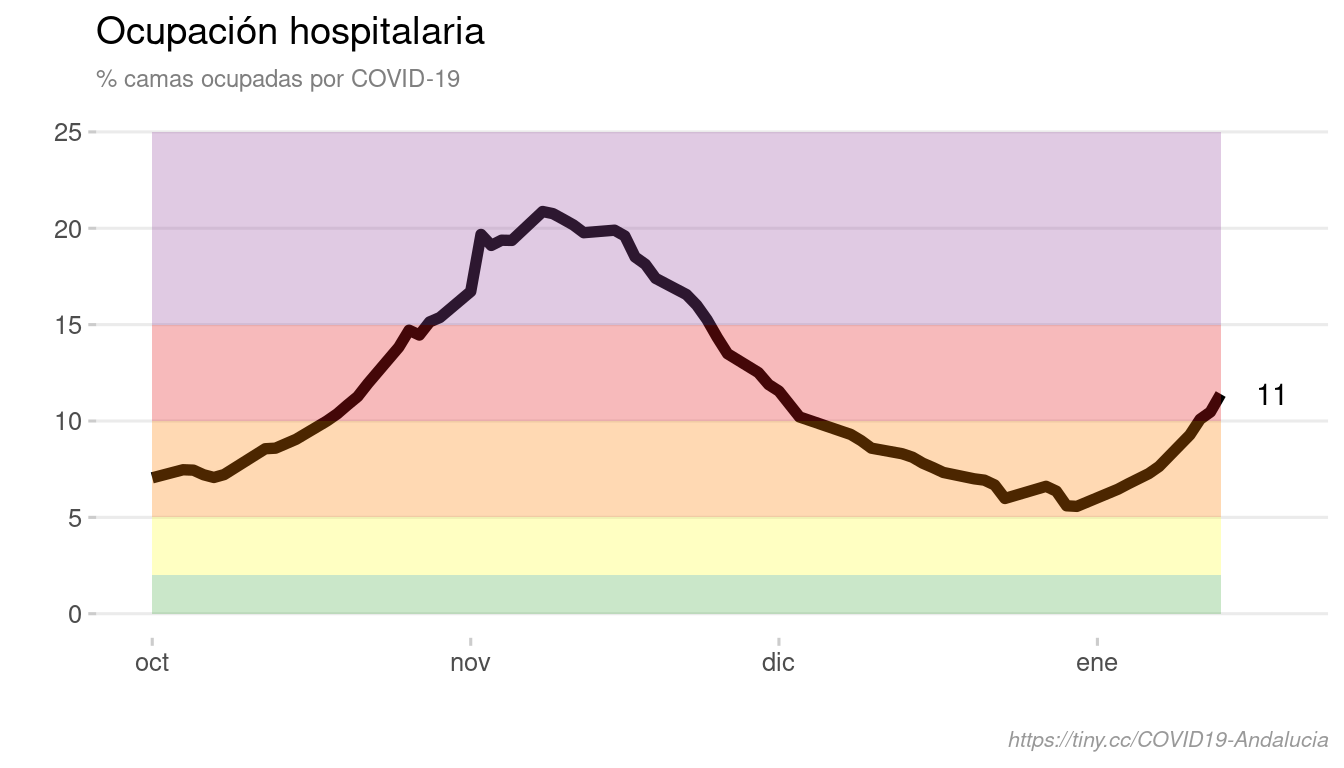 Ocupación hospitalaria
% camas ocupadas por COVID-19
25
20
15
10
5
0
11
oct nov dic ene
https://tiny.cc/COVID19-Andalucia